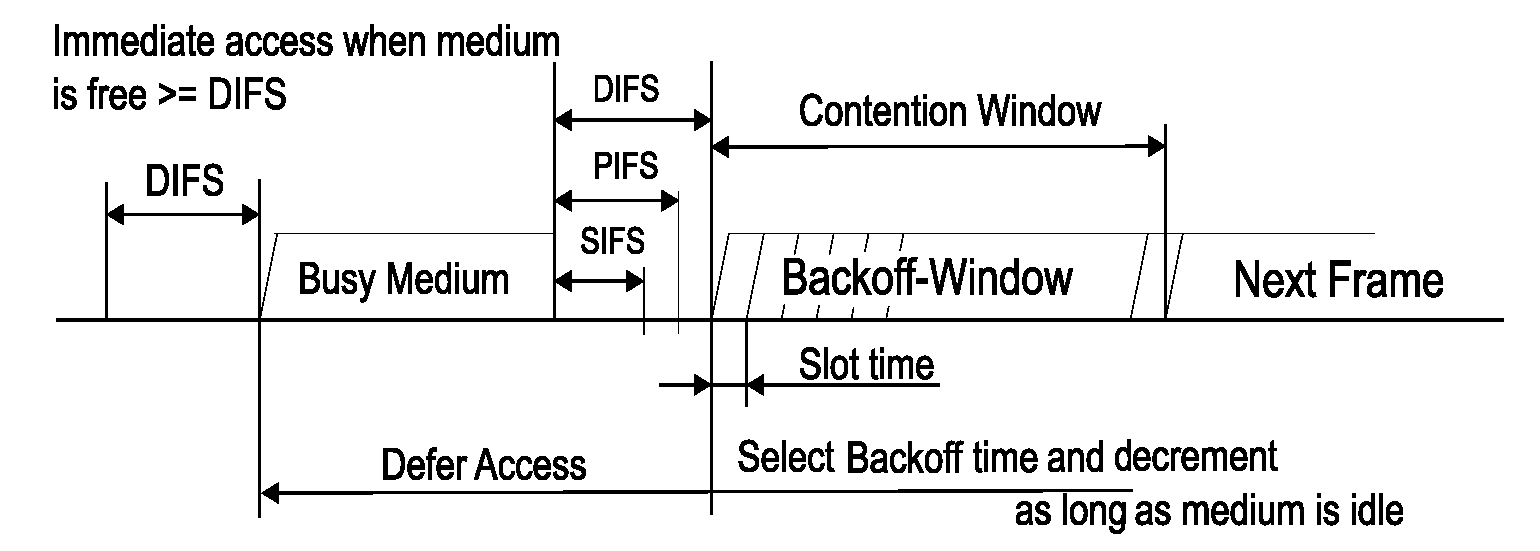 Immediate access when medium
is free >= DIFS
DIFS
DIFS
PIFS
SIFS
Contention Window
Busy Medium
Backoff-Window
Next Frame
Slot time
Defer Access
Select Backoff time and decrement
as long as medium is idle